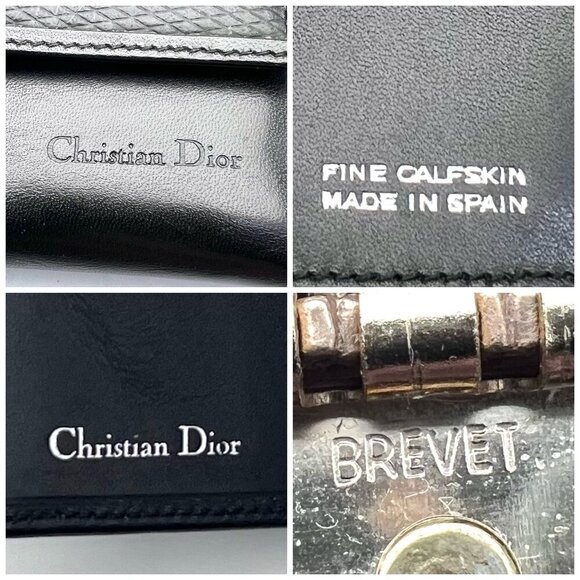 Christian Dior
FINE CALFSKIN
MADE IN SPAIN
Christian Dior
BREVET